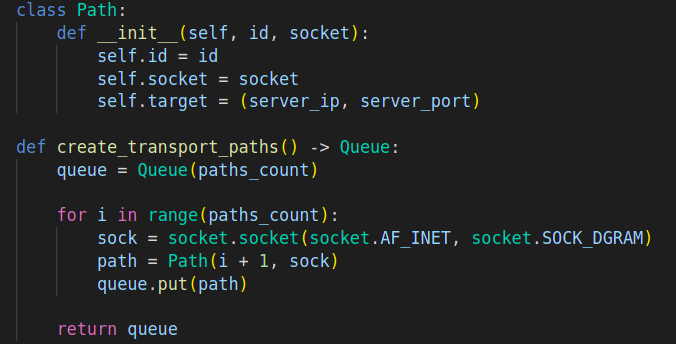 class Path:
    def __init__(self, id, socket):
        self.id = id
        self.socket = socket
        self.target = (server_ip, server_port)

def create_transport_paths() -> Queue:
    queue = Queue(paths_count)

    for i in range(paths_count):
        sock = socket.socket(socket.AF_INET, socket.SOCK_DGRAM)
        path = Path(i + 1, sock)
        queue.put(path)

    return queue